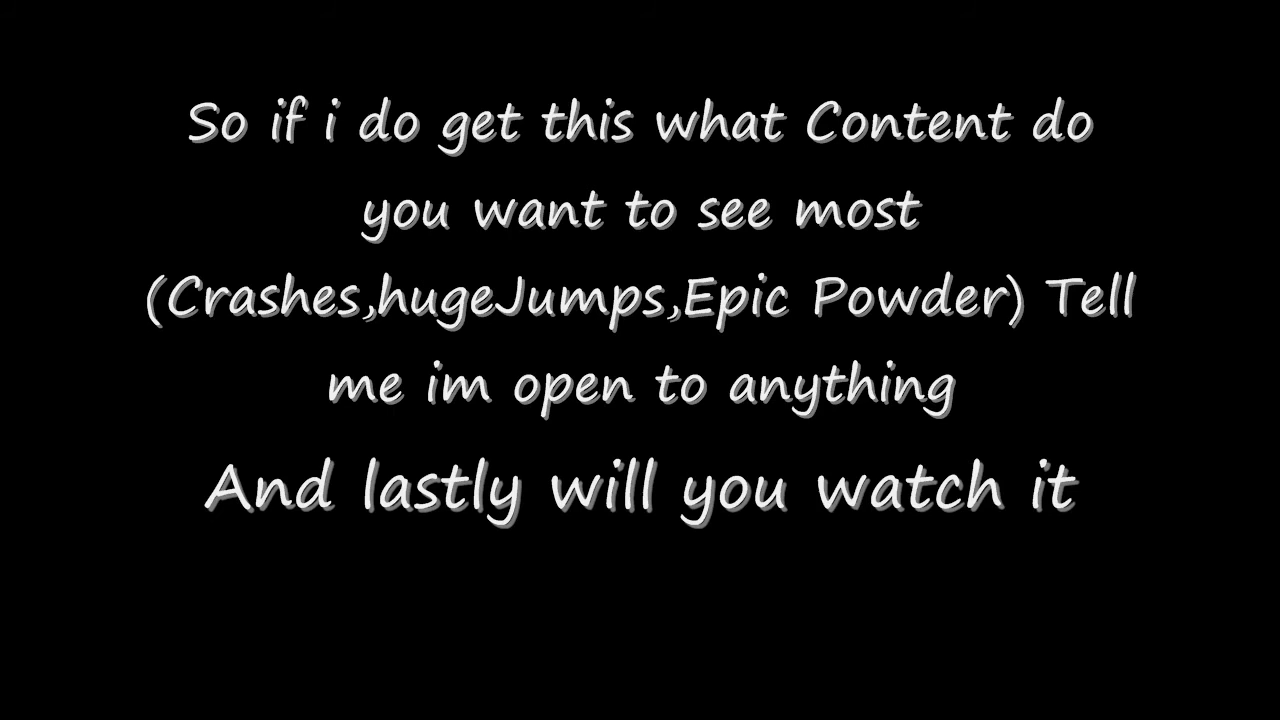 So if i do get this what Content do
you want to see most
(Crashes,hugeJumps,Epic Powder) Tell
me im open to anything
And lastly will you watch it